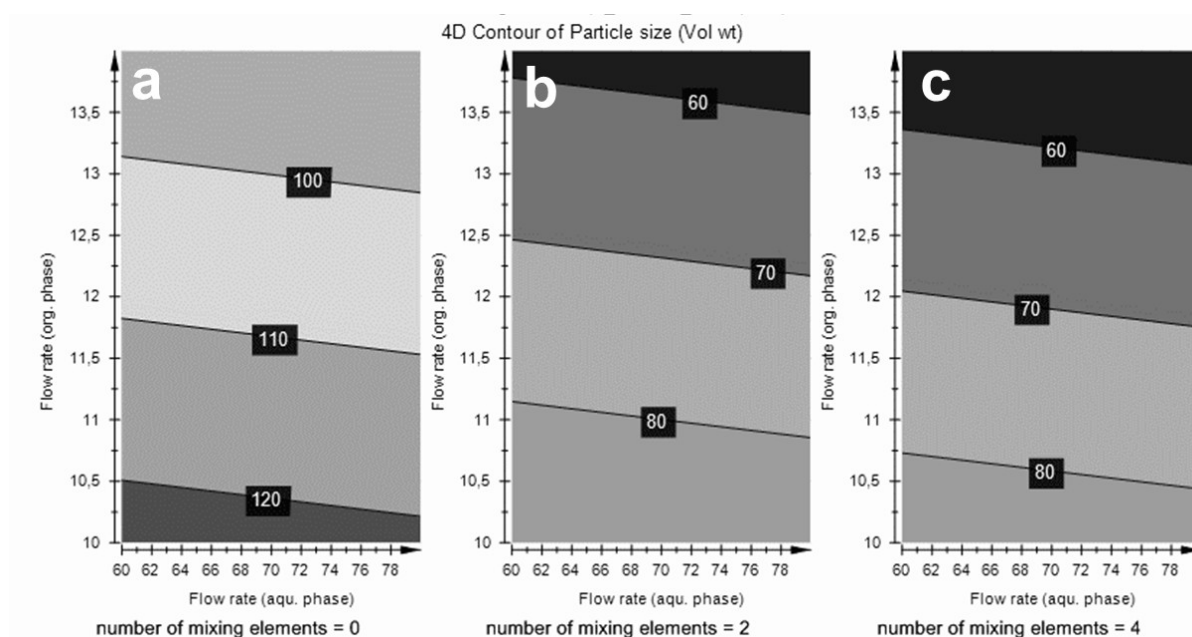 4D Contour of Particle size (Vol wt)
a
Flow rate (org. phase)
13,5
13
12,5
12
11,5
11
10,5
10
100
110
120
60 62 64 66 68 70 72 74 76 78
Flow rate (aqu. phase)
number of mixing elements = 0
b
Flow rate (org. phase)
13,5
13
12,5
12
11,5
11
10,5
10
60
70
80
60 62 64 66 68 70 72 74 76 78
Flow rate (aqu. phase)
number of mixing elements = 2
c
Flow rate (org. phase)
13,5
13
12,5
12
11,5
11
10,5
10
60
70
80
60 62 64 66 68 70 72 74 76 78
Flow rate (aqu. phase)
number of mixing elements = 4